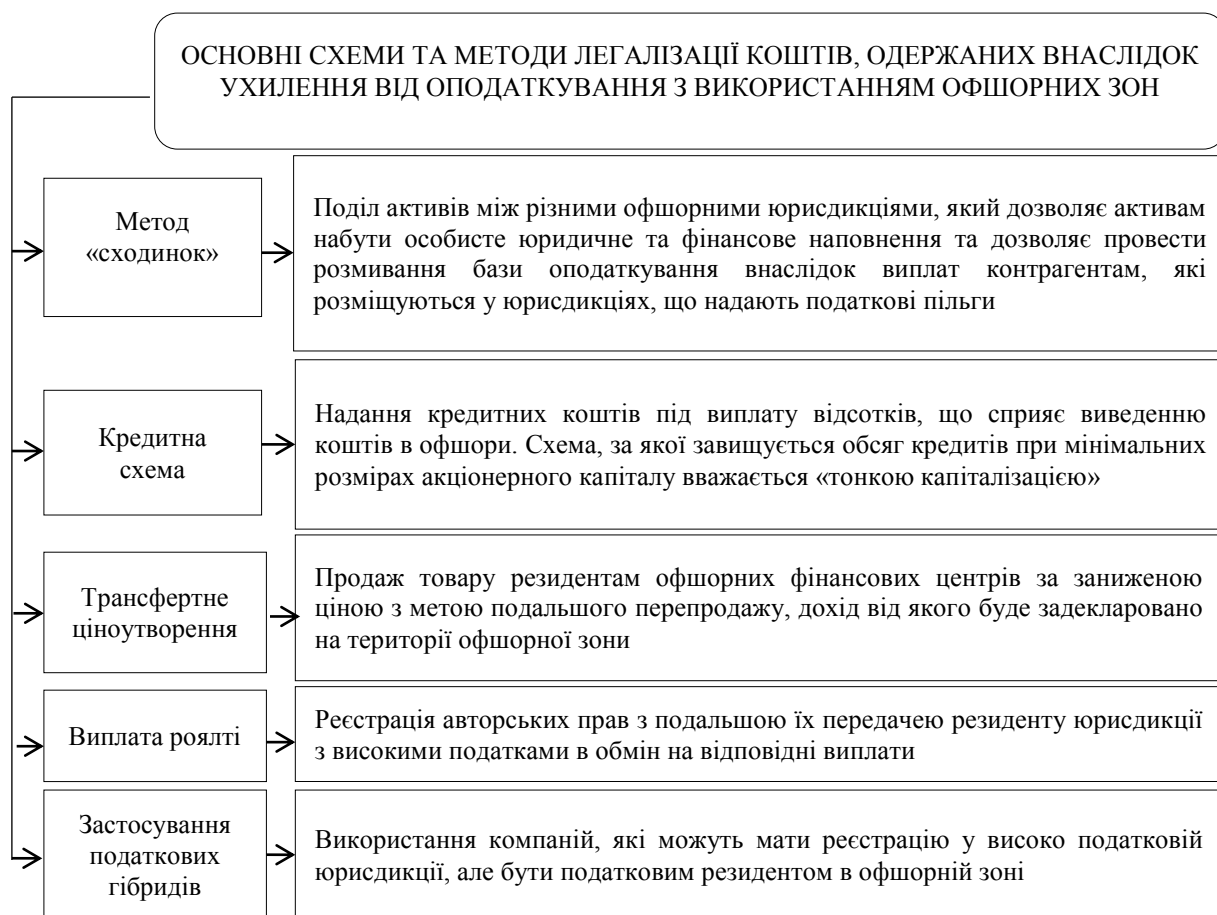 ОСНОВНІ СХЕМИ ТА МЕТОДИ ЛЕГАЛІЗАЦІЇ КОШТІВ, ОДЕРЖАНИХ ВНАСЛІДОК
УХИЛЕННЯ ВІД ОПОДАТКУВАННЯ З ВИКОРИСТАННЯМ ОФШОРНИХ ЗОН
Метод
«сходинок»
Поділ активів між різними офшорними юрисдикціями, який дозволяє активам
набути особисте юридичне та фінансове наповнення та дозволяє провести
розмивання бази оподаткування внаслідок виплат контрагентам, які
розміщуються у юрисдикціях, що надають податкові пільги
Кредитна
схема
Надання кредитних коштів під виплату відсотків, що сприяє виведенню
коштів в офшори. Схема, за якої завищується обсяг кредитів при мінімальних
розмірах акціонерного капіталу вважається «тонкою капіталізацією»
Трансфертне
ціноутворення
Продаж товару резидентам офшорних фінансових центрів за заниженою
ціною з метою подальшого перепродажу, дохід від якого буде задекларовано
на території офшорної зони
Виплата роялті
Реєстрація авторських прав з подальшою їх передачею резиденту юрисдикції
з високими податками в обмін на відповідні виплати
Застосування
податкових
гібридів
Використання компаній, які можуть мати реєстрацію у високо податковій
юрисдикції, але бути податковим резидентом в офшорній зоні